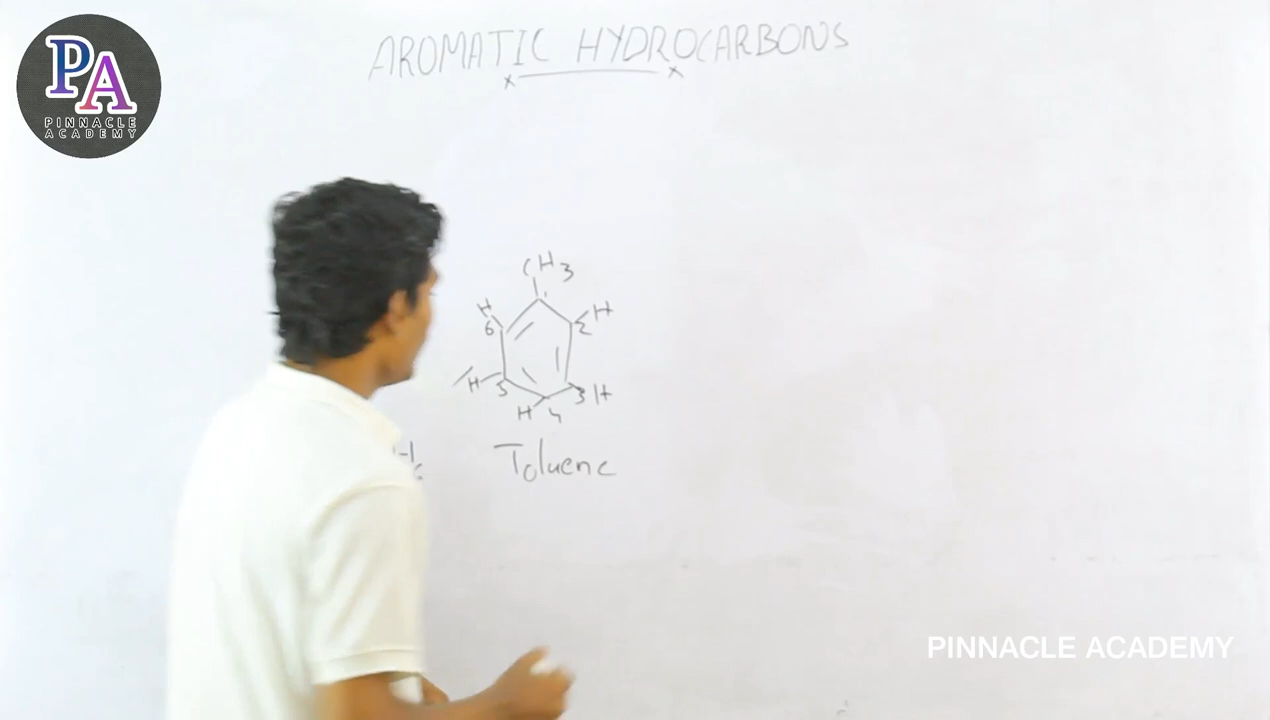 PA
PINNACLE
ACADEMY
AROMATIC HYDROCARBONS
CH3
H
H
6
2
H
5
3 H
H
4
Toluene
PINNACLE ACADEMY